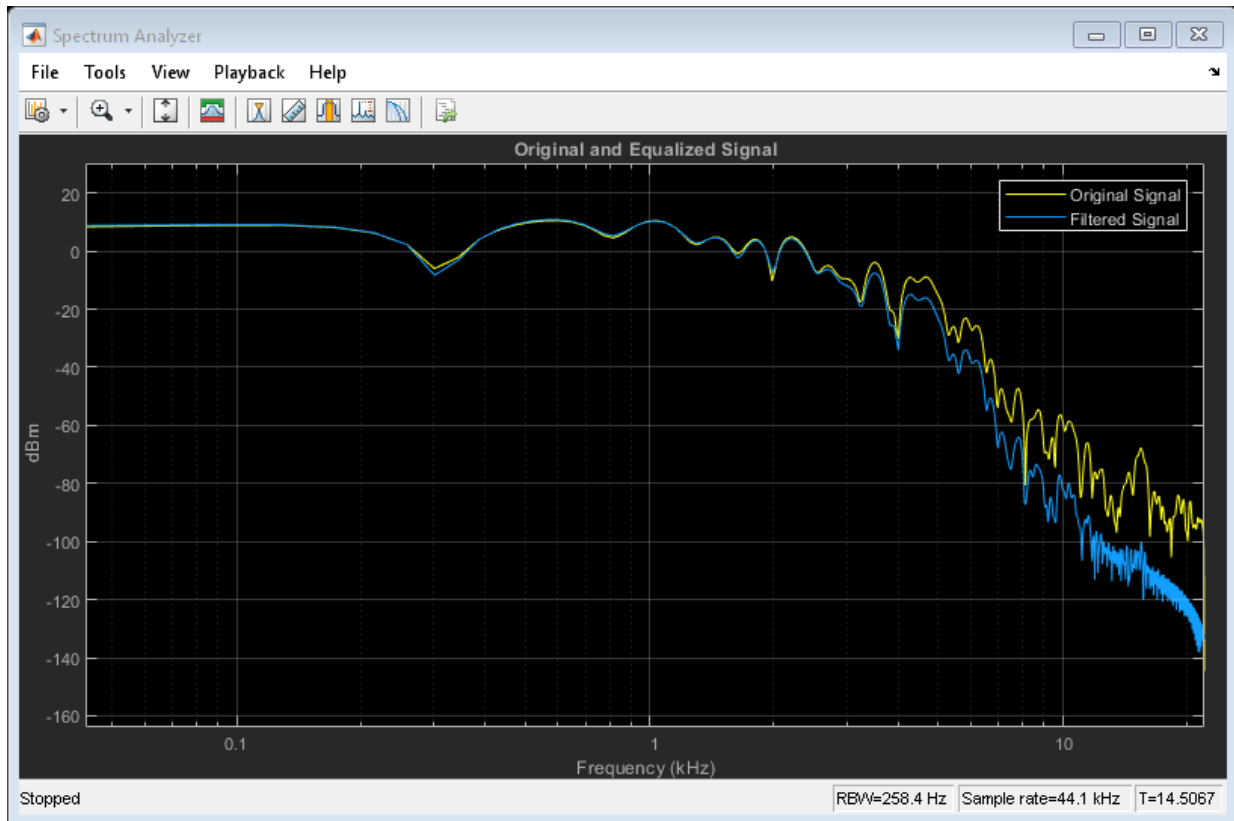 Spectrum Analyzer
File Tools View Playback Help
Original and Equalized Signal
Original Signal
Filtered Signal
20
0
-20
-40
-60
-80
-100
-120
-140
-160
dBm
0.1 1 10
Frequency (kHz)
Stopped RBW=258.4 Hz Sample rate=44.1 kHz T=14.5067